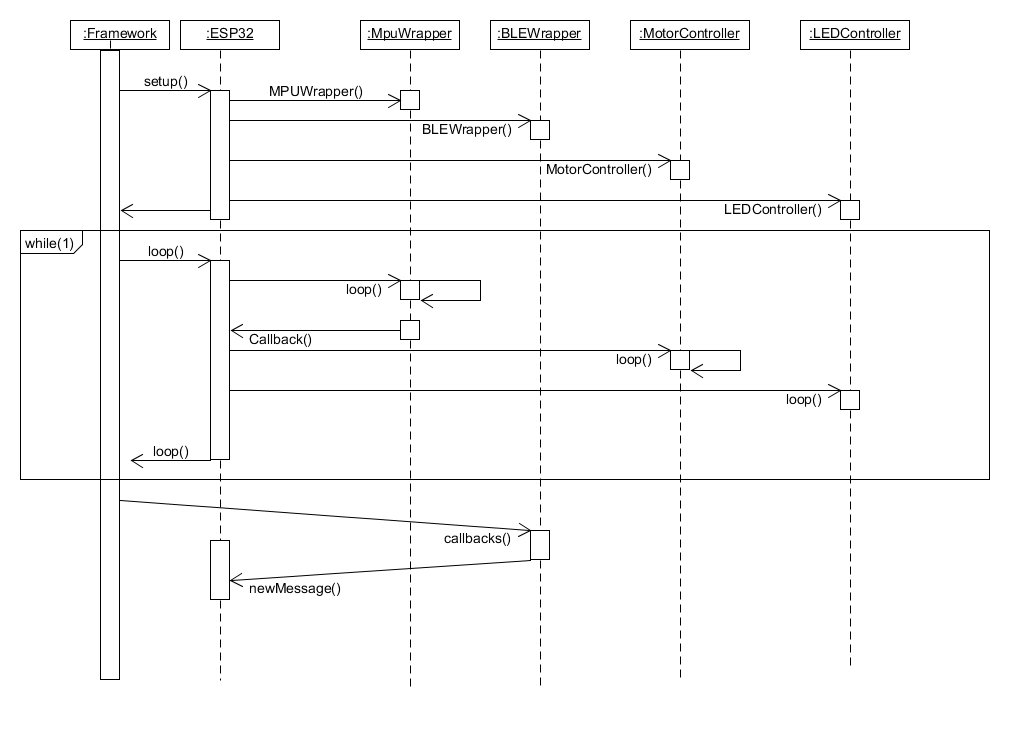 :Framework
:ESP32
:MpuWrapper
:BLEWrapper
:MotorController
:LEDController
setup()
MPUWrapper()
BLEWrapper()
MotorController()
LEDController()
while(1)
loop()
loop()
Callback()
loop()
loop()
loop()
callbacks()
newMessage()